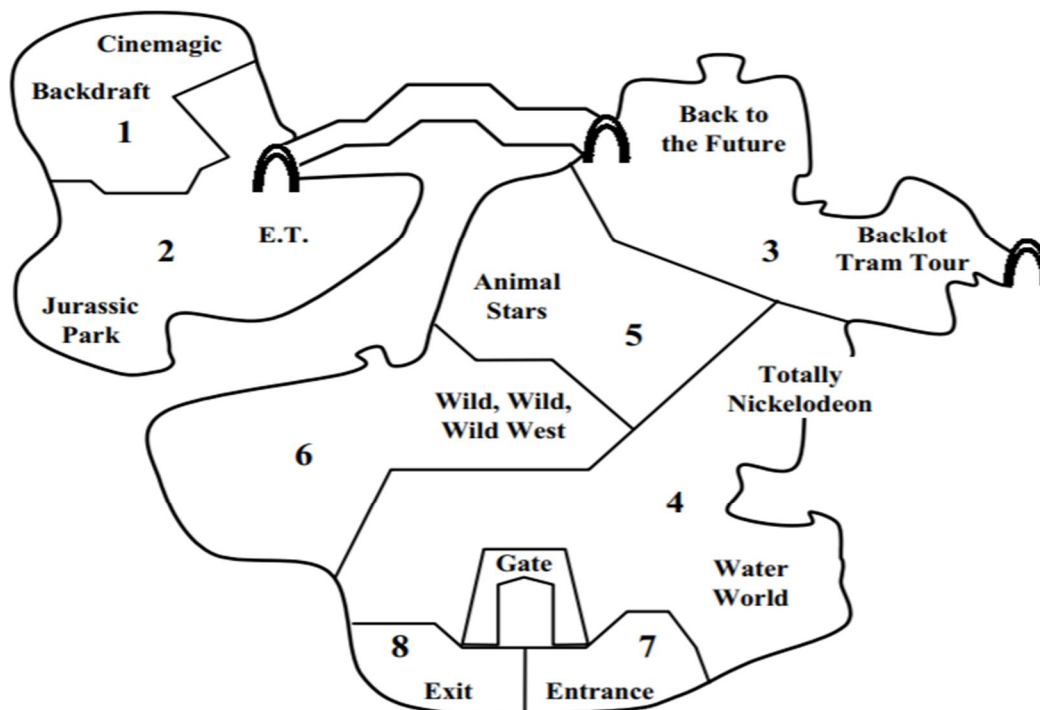 Cinemagic
Backdraft
1
Back to
the Future
E.T.
2
3
Backlot
Tram Tour
Jurassic
Park
Animal
Stars
5
Totally
Nickelodeon
Wild, Wild,
Wild West
6
4
Gate
Water
World
8
7
Exit
Entrance